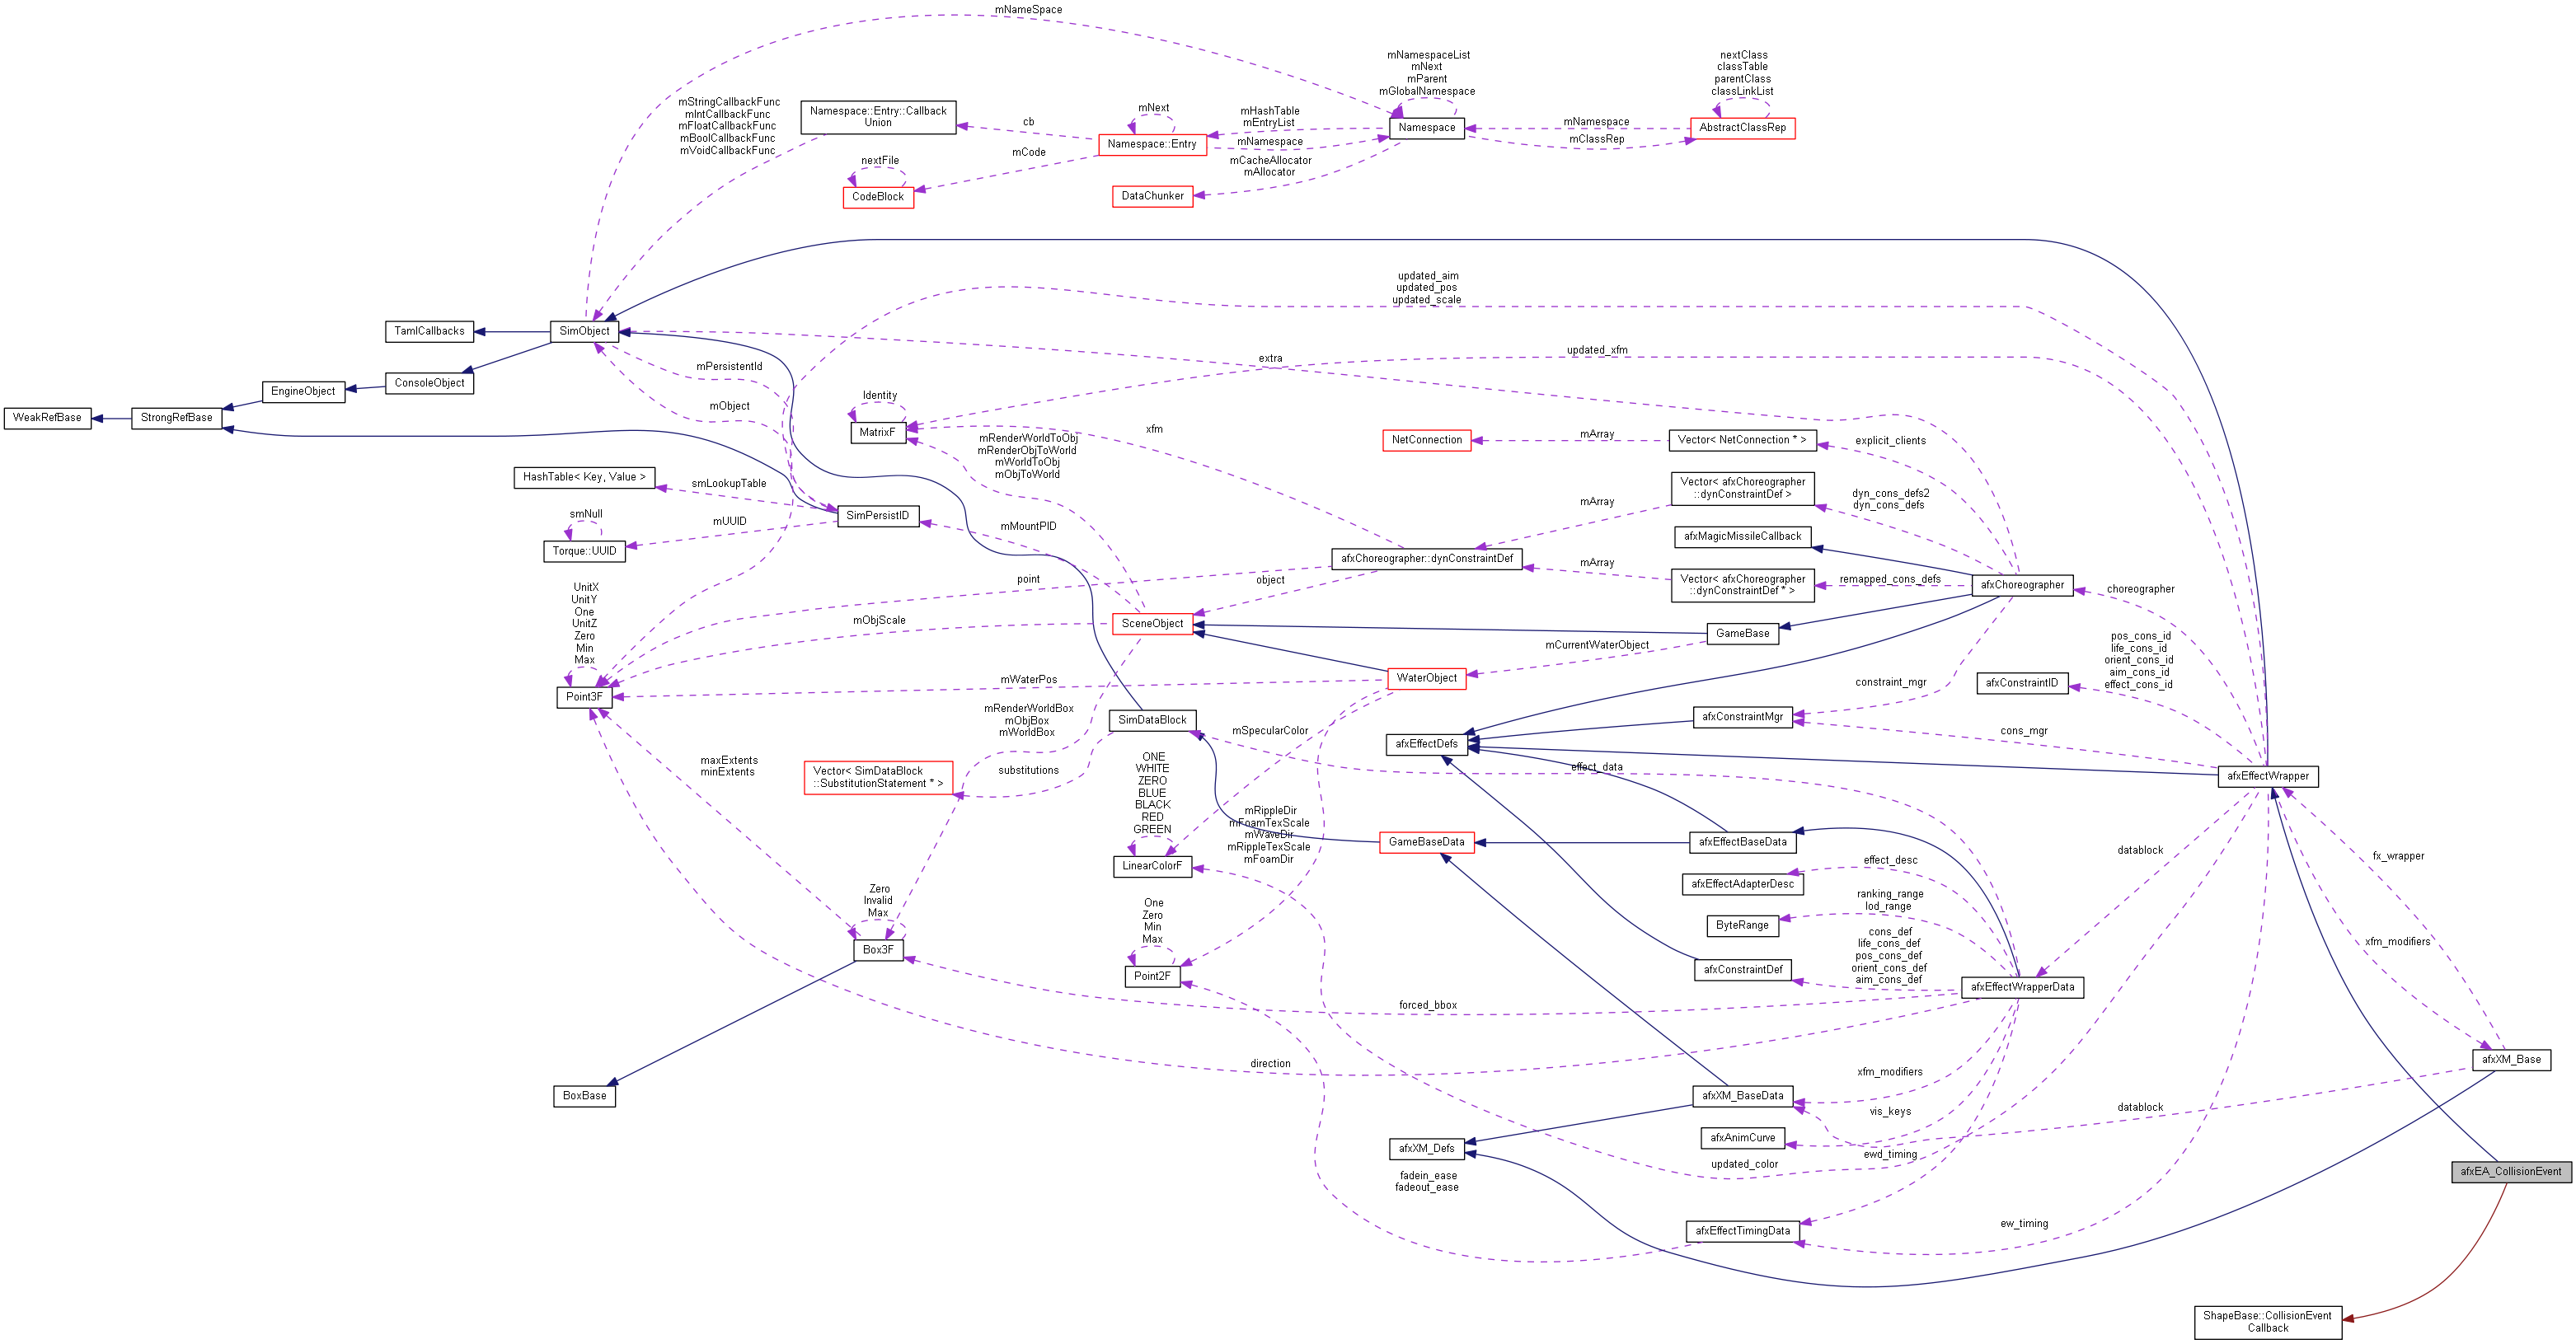 mNameSpace
mNamespaceList
mNext
mParent
mGlobalNamespace
nextClass
classTable
parentClass
classLinkList
mStringCallbackFunc
mIntCallbackFunc
mFloatCallbackFunc
mBoolCallbackFunc
mVoidCallbackFunc
Namespace::Entry::Callback
Union
cb
mNext
mHashTable
mEntryList
Namespace
mNamespace
AbstractClassRep
Namespace::Entry
mNamespace
mClassRep
mCode
nextFile
mCacheAllocator
mAllocator
CodeBlock
DataChunker
updated_aim
updated_pos
updated_scale
TamlCallbacks
SimObject
extra
updated_xfm
mPersistentId
ConsoleObject
EngineObject
mObject
Identity
WeakRefBase
StrongRefBase
MatrixF
xfm
mRenderWorldToObj
mRenderObjToWorld
mWorldToObj
mObjToWorld
NetConnection
mArray
Vector< NetConnection * >
explicit_clients
HashTable< Key, Value >
smLookupTable
Vector< afxChoreographer
::dynConstraintDef >
dyn_cons_defs2
dyn_cons_defs
mArray
smNull
mUUID
SimPersistID
mMountPID
afxMagicMissileCallback
Torque::UUID
afxChoreographer::dynConstraintDef
mArray
Vector< afxChoreographer
::dynConstraintDef * >
remapped_cons_defs
afxChoreographer
choreographer
UnitX
UnitY
One
UnitZ
Zero
Min
Max
point
object
mObjScale
SceneObject
GameBase
mCurrentWaterObject
pos_cons_id
life_cons_id
orient_cons_id
aim_cons_id
effect_cons_id
Point3F
mWaterPos
WaterObject
constraint_mgr
afxConstraintID
mRenderWorldBox
mObjBox
mWorldBox
SimDataBlock
mSpecularColor
afxConstraintMgr
cons_mgr
afxEffectDefs
maxExtents
minExtents
Vector< SimDataBlock
::SubstitutionStatement * >
substitutions
effect_data
afxEffectWrapper
ONE
WHITE
ZERO
BLUE
BLACK
RED
GREEN
mRippleDir
mFoamTexScale
mWaveDir
mRippleTexScale
mFoamDir
GameBaseData
afxEffectBaseData
datablock
fx_wrapper
LinearColorF
effect_desc
afxEffectAdapterDesc
Zero
Invalid
Max
One
Zero
Min
Max
ranking_range
lod_range
ByteRange
Box3F
cons_def
life_cons_def
pos_cons_def
orient_cons_def
aim_cons_def
xfm_modifiers
Point2F
afxConstraintDef
afxEffectWrapperData
forced_bbox
direction
afxXM_Base
BoxBase
xfm_modifiers
afxXM_BaseData
vis_keys
datablock
afxAnimCurve
afxXM_Defs
ewd_timing
updated_color
afxEA_CollisionEvent
fadein_ease
fadeout_ease
afxEffectTimingData
ew_timing
ShapeBase::CollisionEvent
Callback